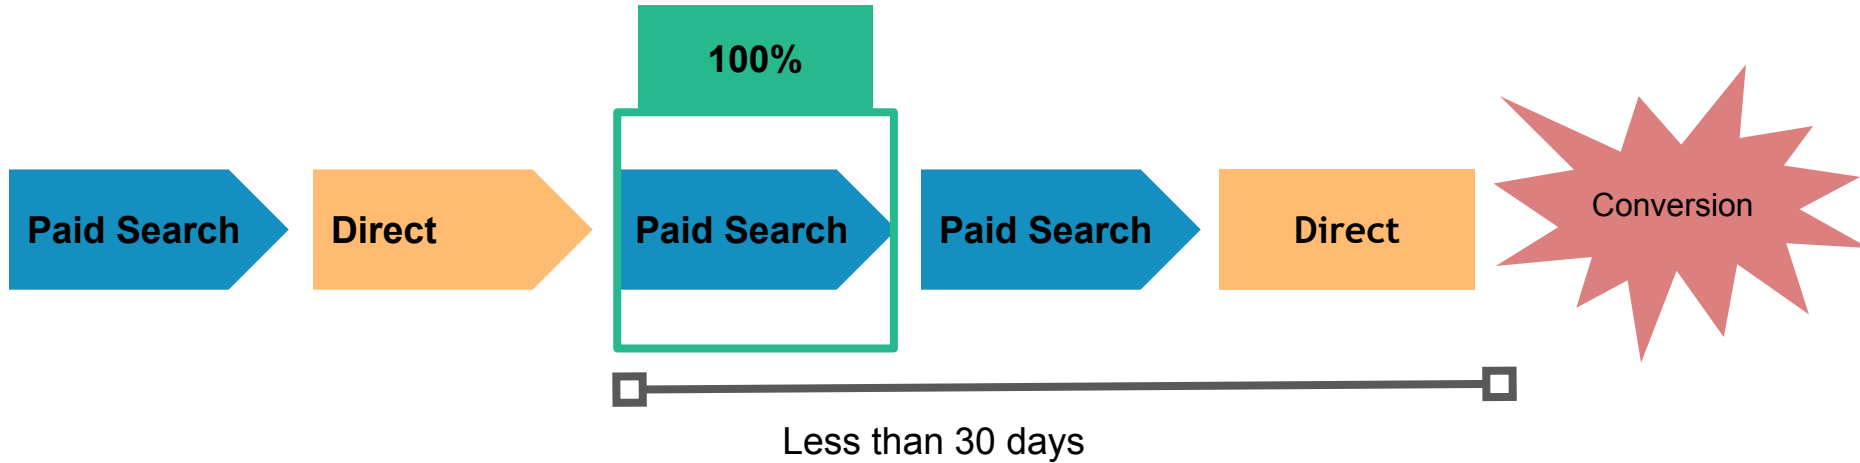 100%
Paid Search
Direct
Paid Search
Paid Search
Direct
Conversion
Less than 30 days